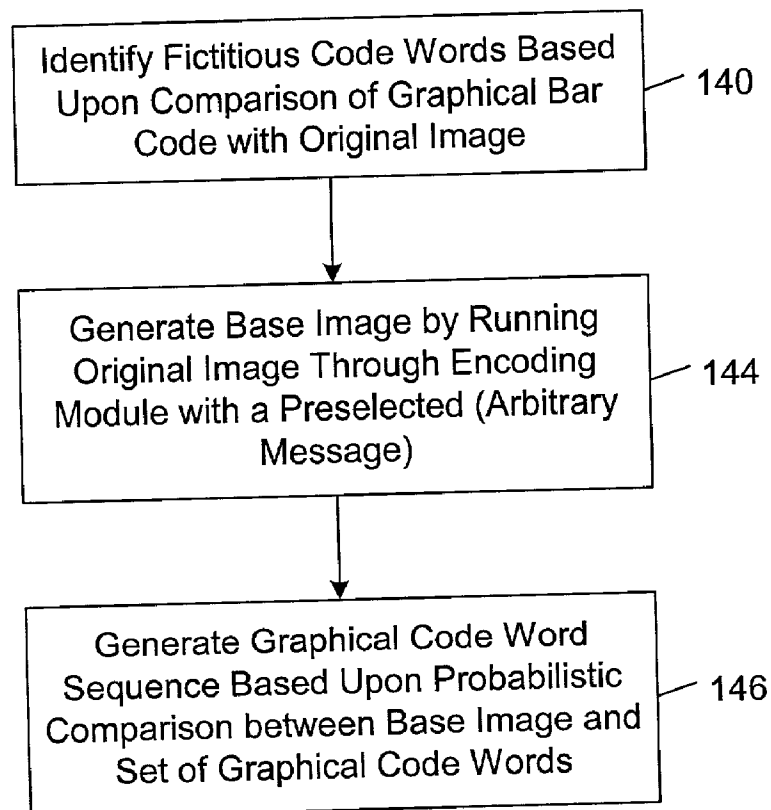 Identify Fictitious Code Words Based
Upon Comparison of Graphical Bar
Code with Original Image
140
Generate Base Image by Running
Original Image Through Encoding
Module with a Preselected (Arbitrary
Message)
144
Generate Graphical Code Word
Sequence Based Upon Probabilistic
Comparison between Base Image and
Set of Graphical Code Words
146